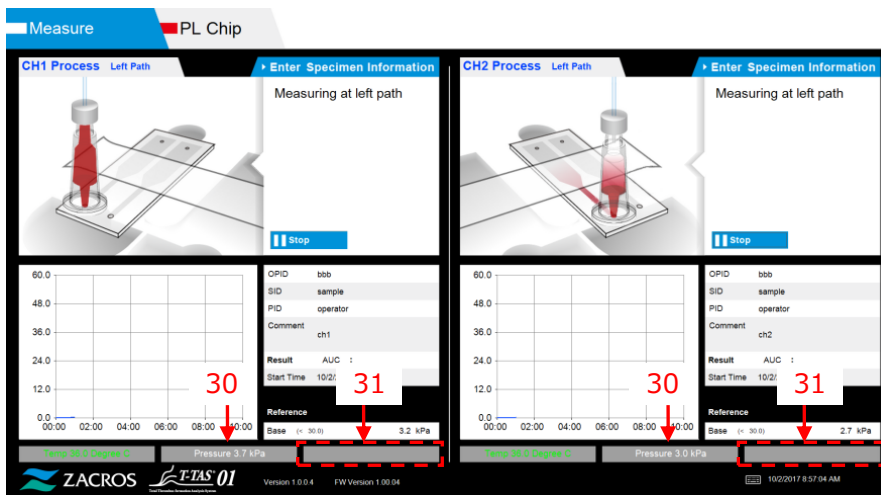 Measure
PL Chip
CH1 Process Left Path
Enter Specimen Information
Measuring at left path
Stop
60.0
48.0
36.0
24.0
12.0
0.0
00:00 02:00 04:00 06:00 08:00 10:00
OPID bbb
SID sample
PID operator
Comment
ch1
Result AUC :
Start Time 10/2/
Reference
Base (< 30.0) 3.2 kPa
30
31
Pressure 3.7 kPa
CH2 Process Left Path
Enter Specimen Information
Measuring at left path
Stop
60.0
48.0
36.0
24.0
12.0
0.0
00:00 02:00 04:00 06:00 08:00 10:00
OPID bbb
SID sample
PID operator
Comment
ch2
Result AUC :
Start Time 10/2/
Reference
Base (< 30.0) 2.7 kPa
30
31
Pressure 3.0 kPa
ZACROS
T-TAS 01
Total Thrombus-formation Analysis System
Version 1.0.0.4 FW Version 1.00.04
10/2/2017 8:57:04 AM